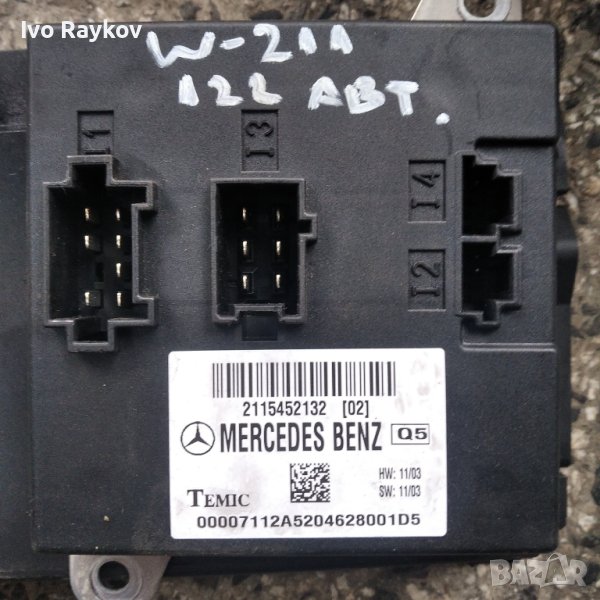 Ivo Raykov
W-211
122 ABT.
I1
I3
I4
I2
2115452132 [02]
MERCEDES BENZ Q5
HW: 11/03
SW: 11/03
TEMIC
00007112A5204628001D5
BAZAR